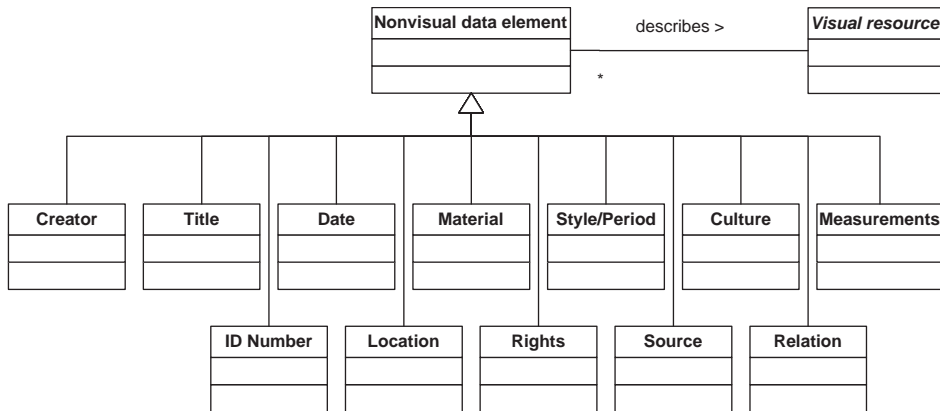 Nonvisual data element
describes >
Visual resource
*
Creator
Title
Date
Material
Style/Period
Culture
Measurements
ID Number
Location
Rights
Source
Relation